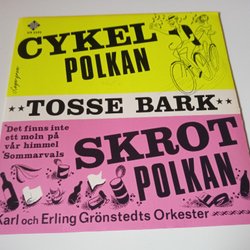 CYKEL
POLKAN
**TOSSE BARK**
Det finns inte
ett moln på
vår himmel
Sommarvals
SKROT
POLKAN
Karl och Erling Grönstedts Orkester